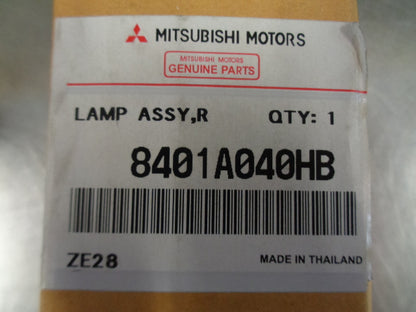 MITSUBISHI MOTORS
MITSUBISHI MOTORS
GENUINE PARTS
LAMP ASSY,R QTY: 1
8401A040HB
ZE28 MADE IN THAILAND